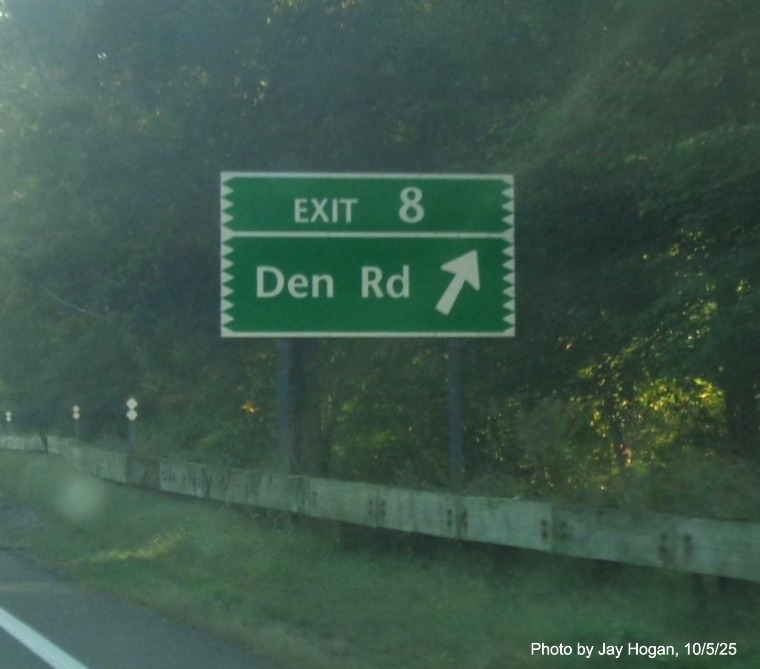 EXIT 8
Den Rd
Photo by Jay Hogan, 10/5/25